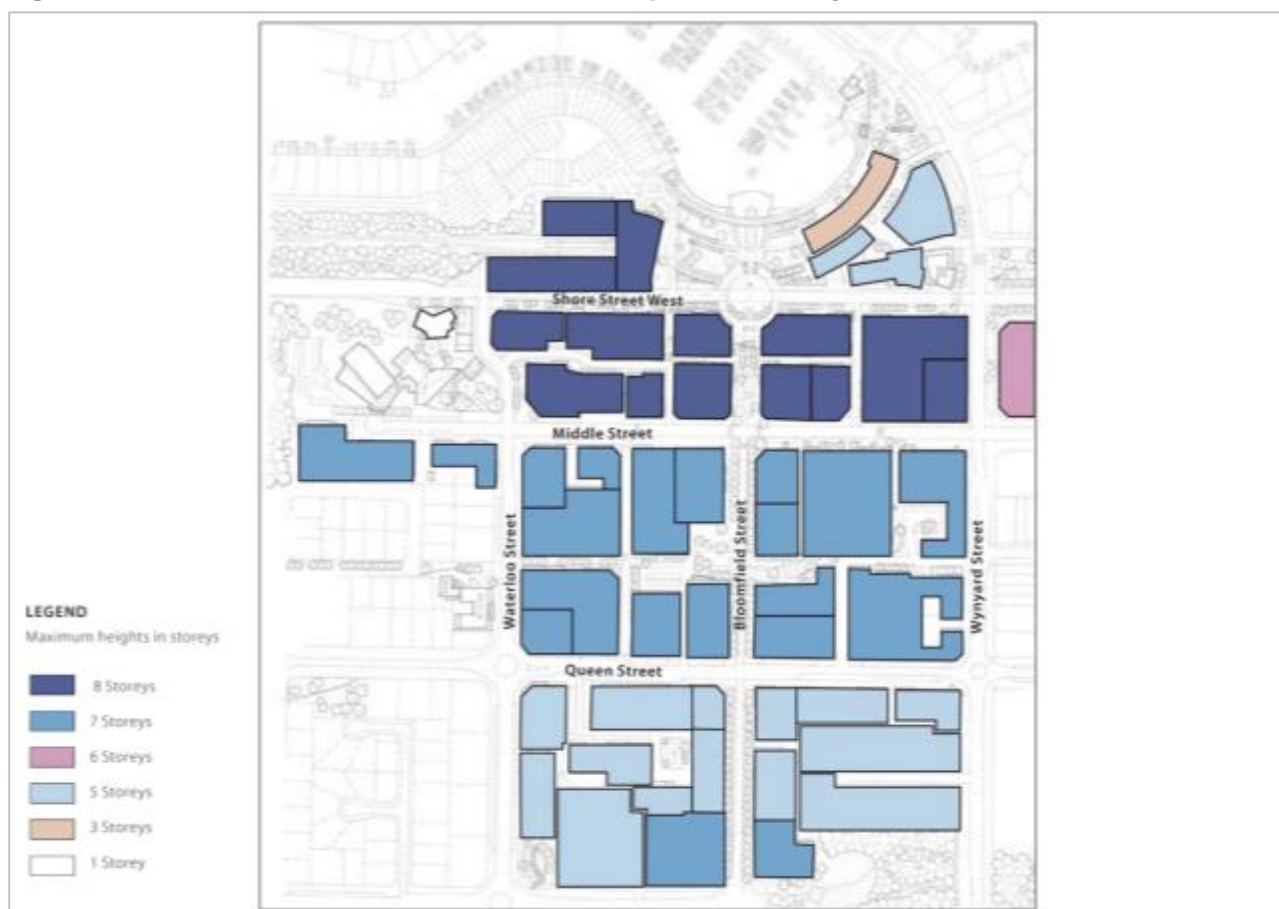 Shore Street West
Middle Street
Waterloo Street
Bloomfield Street
Wynyard Street
Queen Street
LEGEND
Maximum heights in storeys
8 Storeys
7 Storeys
6 Storeys
5 Storeys
3 Storeys
1 Storey